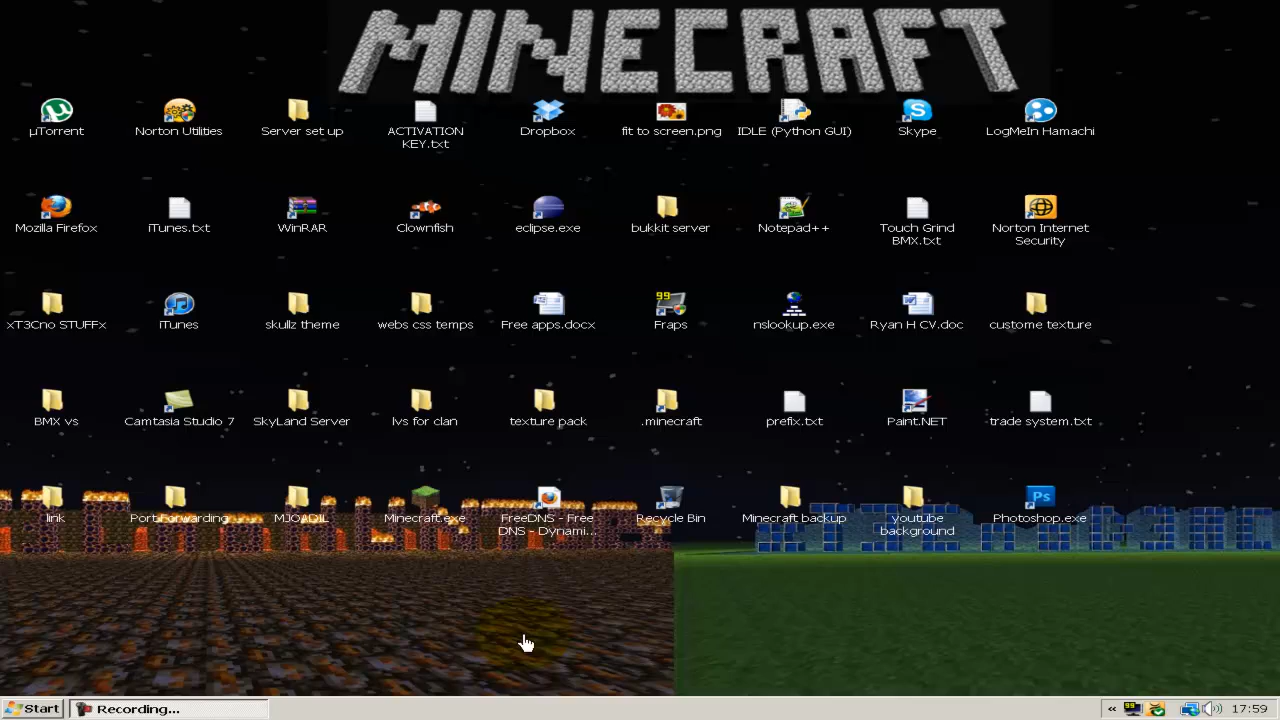 MINECRAFT
µTorrent
Norton Utilities
Server set up
ACTIVATION
KEY.txt
Dropbox
fit to screen.png
IDLE (Python GUI)
Skype
LogMeIn Hamachi
Mozilla Firefox
iTunes.txt
WinRAR
Clownfish
eclipse.exe
bukkit server
Notepad++
Touch Grind
BMX.txt
Norton Internet
Security
xT3Cno STUFFx
iTunes
skullz theme
webs css temps
Free apps.docx
99
Fraps
nslookup.exe
Ryan H CV.doc
custome texture
BMX vs
Camtasia Studio 7
SkyLand Server
lvs for clan
texture pack
.minecraft
prefix.txt
Paint.NET
trade system.txt
link
Port Forwarding
MJOADIL
Minecraft.exe
FreeDNS - Free
DNS - Dynami...
Recycle Bin
Minecraft backup
youtube
background
Ps
Photoshop.exe
Start
Recording...
«
99
17:59